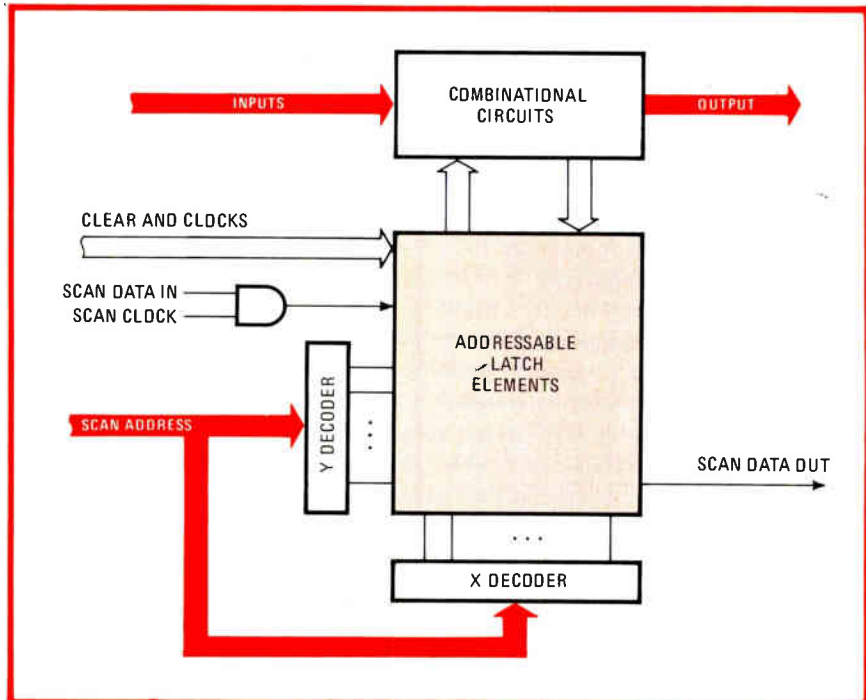 COMBINATIONAL
CIRCUITS
INPUTS
OUTPUT
CLEAR AND CLOCKS
SCAN DATA IN
SCAN CLOCK
ADDRESSABLE
LATCH
ELEMENTS
Y DECODER
SCAN ADDRESS
SCAN DATA OUT
X DECODER